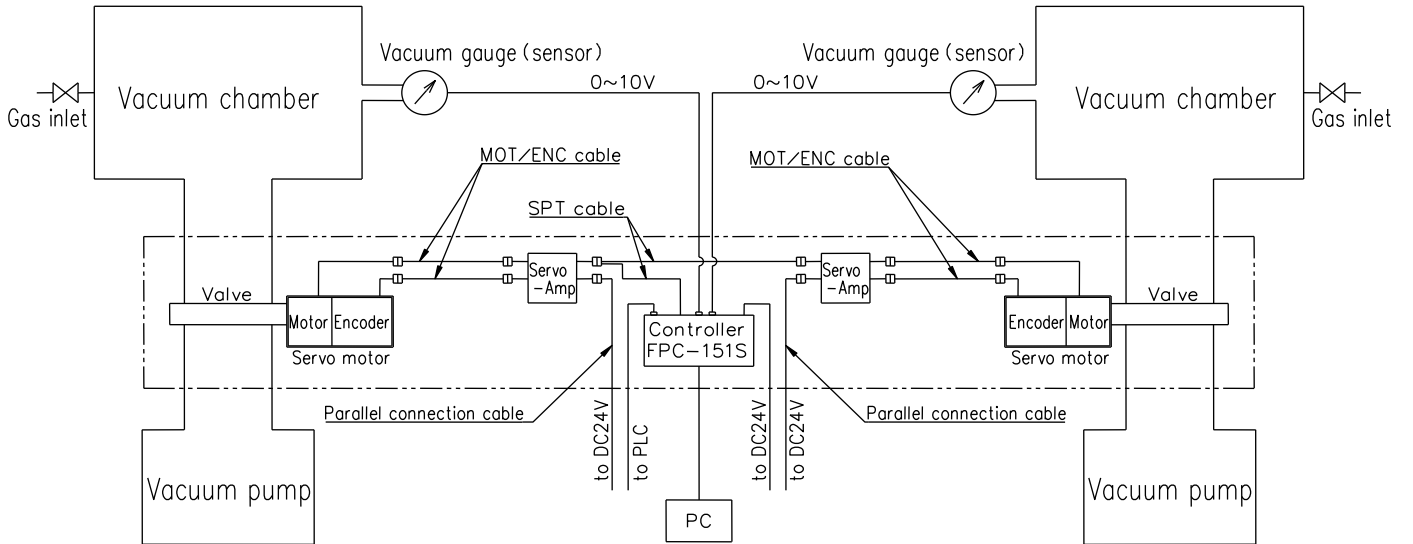 Vacuum gauge (sensor)
Vacuum gauge (sensor)
0~10V
0~10V
Vacuum chamber
Vacuum chamber
Gas inlet
Gas inlet
MOT/ENC cable
MOT/ENC cable
SPT cable
Servo
-Amp
Servo
-Amp
Valve
Valve
Motor
Encoder
Encoder
Motor
Servo motor
Servo motor
Controller
FPC-151S
Parallel connection cable
Parallel connection cable
to DC24V
to PLC
to DC24V
to DC24V
Vacuum pump
Vacuum pump
PC